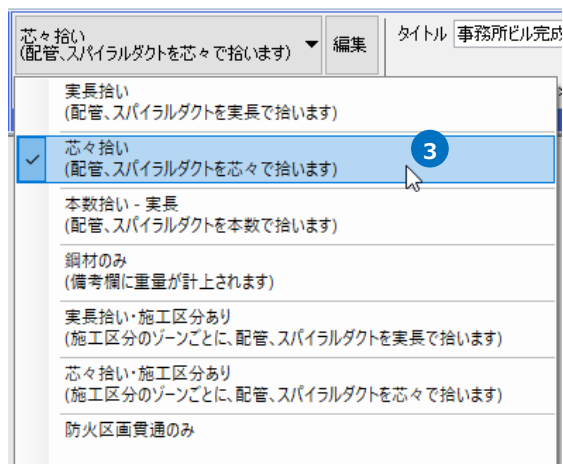 芯々拾い
(配管、スパイラルダクトを芯々で拾います)
編集
タイトル 事務所ビル完成
実長拾い
(配管、スパイラルダクトを実長で拾います)
芯々拾い
(配管、スパイラルダクトを芯々で拾います)
3
本数拾い - 実長
(配管、スパイラルダクトを本数で拾います)
鋼材のみ
(備考欄に重量が計上されます)
実長拾い・施工区分あり
(施工区分のゾーンごとに、配管、スパイラルダクトを実長で拾います)
芯々拾い・施工区分あり
(施工区分のゾーンごとに、配管、スパイラルダクトを芯々で拾います)
防火区画貫通のみ